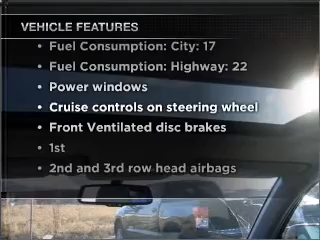 VEHICLE FEATURES
• Fuel Consumption: City: 17
• Fuel Consumption: Highway: 22
• Power windows
• Cruise controls on steering wheel
• Front Ventilated disc brakes
• 1st
• 2nd and 3rd row head airbags